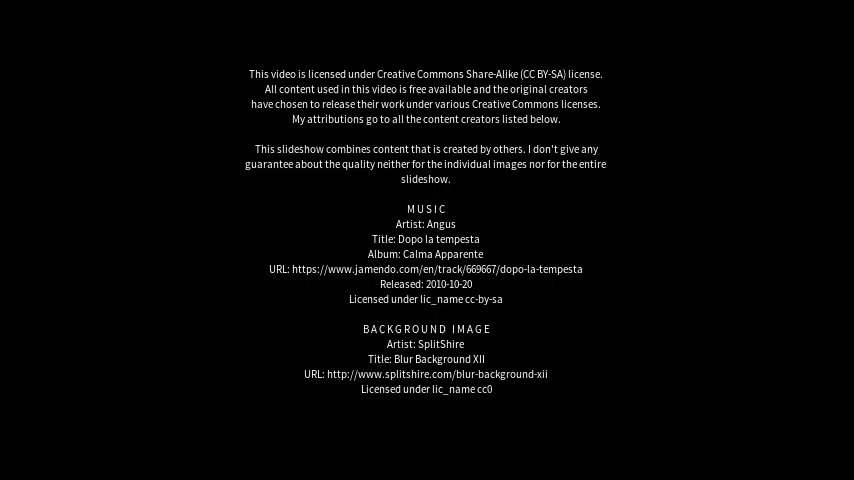 This video is licensed under Creative Commons Share-Alike (CC BY-SA) license.
All content used in this video is free available and the original creators
have chosen to release their work under various Creative Commons licenses.
My attributions go to all the content creators listed below.
This slideshow combines content that is created by others. I don't give any
guarantee about the quality neither for the individual images nor for the entire
slideshow.
MUSIC
Artist: Angus
Title: Dopo la tempesta
Album: Calma Apparente
URL: https://www.jamendo.com/en/track/669667/dopo-la-tempesta
Released: 2010-10-20
Licensed under lic_name cc-by-sa
BACKGROUND IMAGE
Artist: SplitShire
Title: Blur Background XII
URL: http://www.splitshire.com/blur-background-xii
Licensed under lic_name cc0